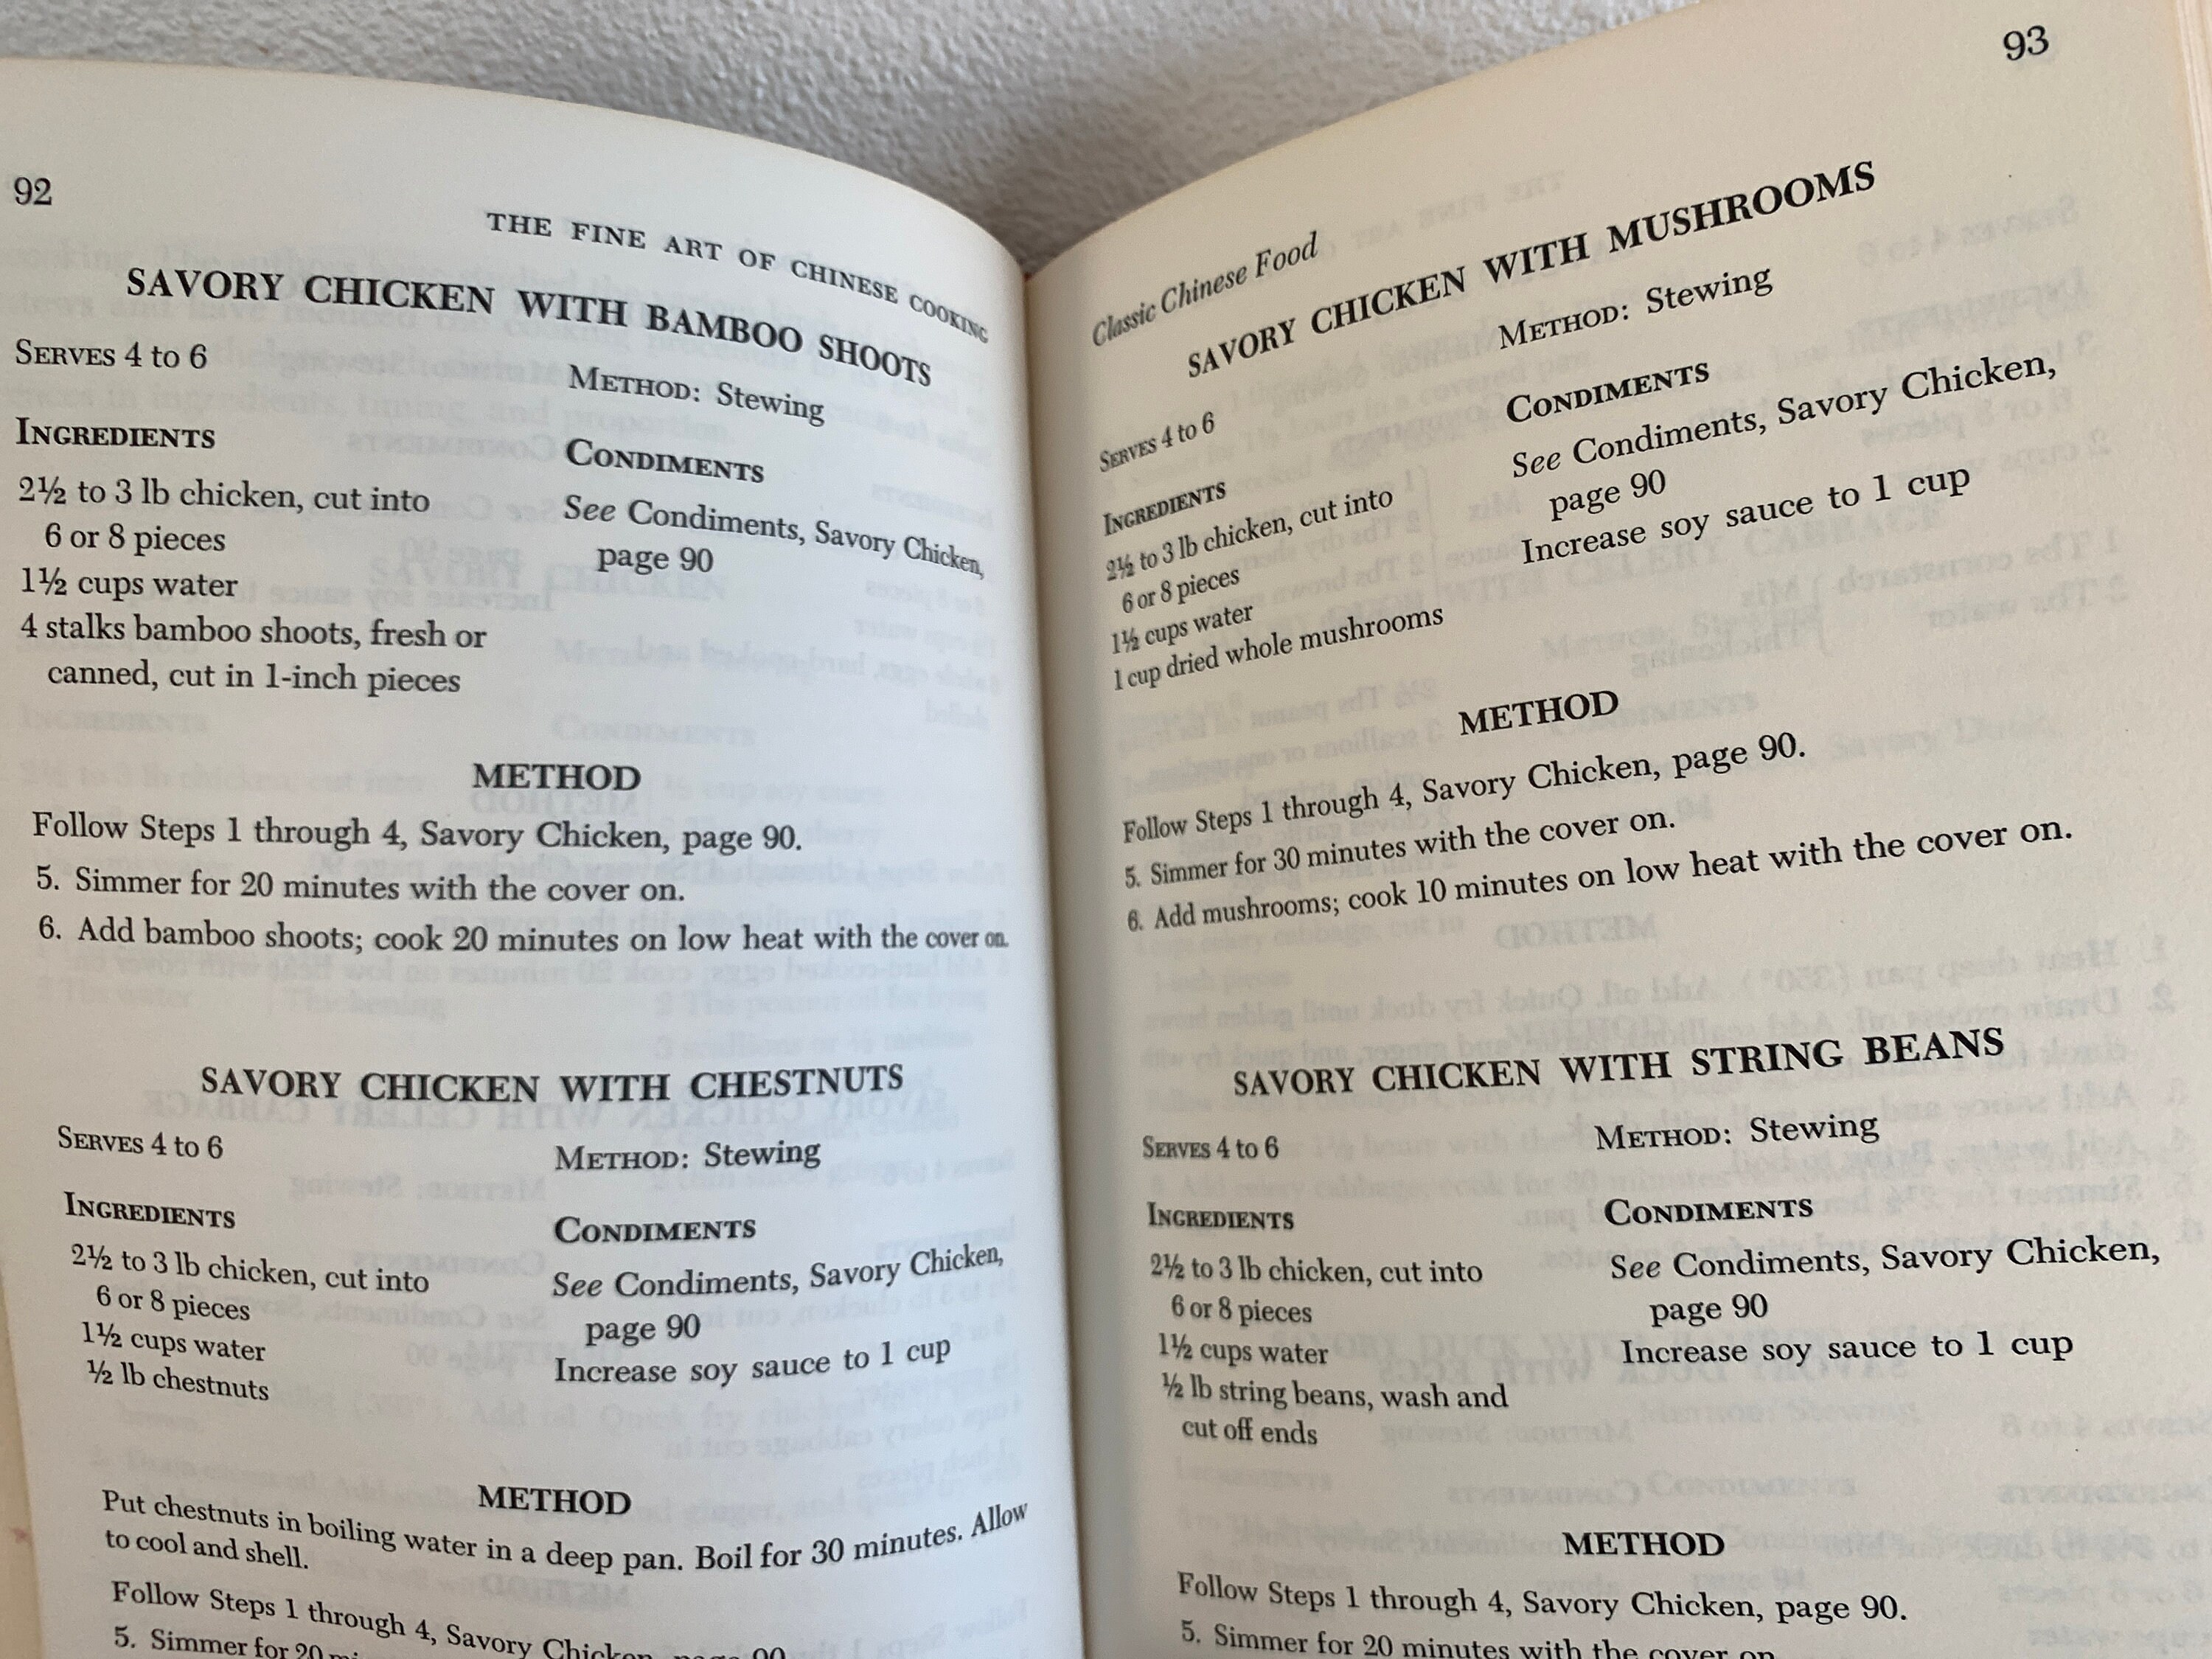 92
THE FINE ART OF CHINESE COOKING
SAVORY CHICKEN WITH BAMBOO SHOOTS
SERVES 4 to 6
METHOD: Stewing
INGREDIENTS
2½ to 3 lb chicken, cut into
6 or 8 pieces
1½ cups water
4 stalks bamboo shoots, fresh or
canned, cut in 1-inch pieces
CONDIMENTS
See Condiments, Savory Chicken,
page 90
METHOD
Follow Steps 1 through 4, Savory Chicken, page 90.
5. Simmer for 20 minutes with the cover on.
6. Add bamboo shoots; cook 20 minutes on low heat with the cover on.
SAVORY CHICKEN WITH CHESTNUTS
SERVES 4 to 6
METHOD: Stewing
INGREDIENTS
2½ to 3 lb chicken, cut into
6 or 8 pieces
1½ cups water
½ lb chestnuts
CONDIMENTS
See Condiments, Savory Chicken,
page 90
Increase soy sauce to 1 cup
METHOD
Put chestnuts in boiling water in a deep pan. Boil for 30 minutes. Allow
to cool and shell.
Follow Steps 1 through 4, Savory Chicken, page 90
5. Simmer for 20
93
Classic Chinese Food
SAVORY CHICKEN WITH MUSHROOMS
METHOD: Stewing
SERVES 4 to 6
INGREDIENTS
2½ to 3 lb chicken, cut into
6 or 8 pieces
1½ cups water
1 cup dried whole mushrooms
CONDIMENTS
See Condiments, Savory Chicken,
page 90
Increase soy sauce to 1 cup
METHOD
Follow Steps 1 through 4, Savory Chicken, page 90.
5. Simmer for 30 minutes with the cover on.
6. Add mushrooms; cook 10 minutes on low heat with the cover on.
SAVORY CHICKEN WITH STRING BEANS
SERVES 4 to 6
METHOD: Stewing
INGREDIENTS
2½ to 3 lb chicken, cut into
6 or 8 pieces
1½ cups water
½ lb string beans, wash and
cut off ends
CONDIMENTS
See Condiments, Savory Chicken,
page 90
Increase soy sauce to 1 cup
METHOD
Follow Steps 1 through 4, Savory Chicken, page 90.
5. Simmer for 20 minutes with the cover on